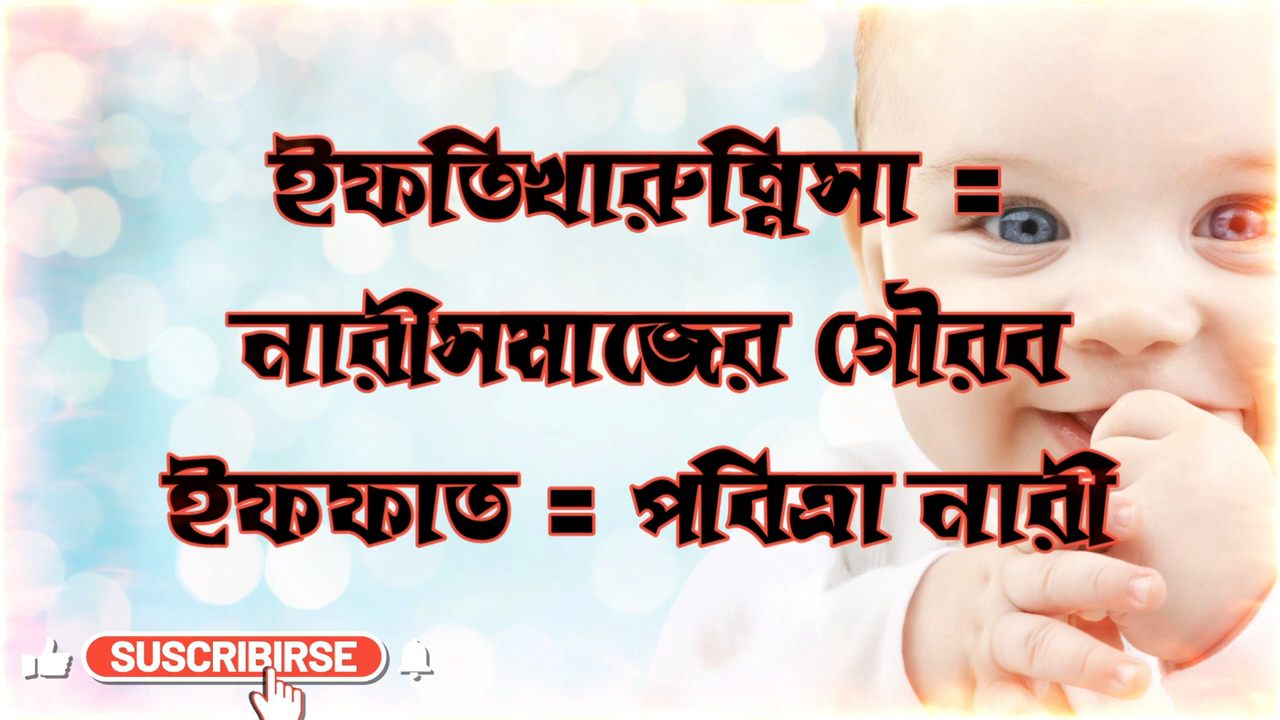 ইফতিখারুন্নিসা =
নারীসমাজের গৌরব
ইফফাত = পবিত্রা নারী
SUSCRIBIRSE